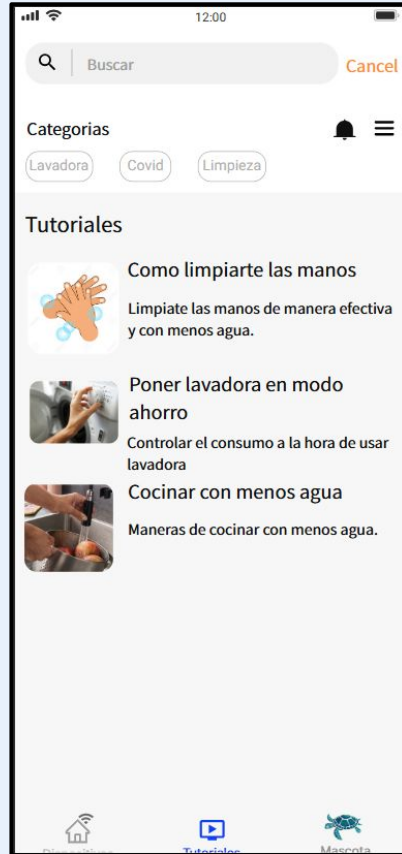 12:00
Buscar
Cancel
Categorias
Lavadora
Covid
Limpieza
Tutoriales
Como limpiarte las manos
Limpiate las manos de manera efectiva
y con menos agua.
Poner lavadora en modo
ahorro
Controlar el consumo a la hora de usar
lavadora
Cocinar con menos agua
Maneras de cocinar con menos agua.
Dispositivos
Tutoriales
Mascota